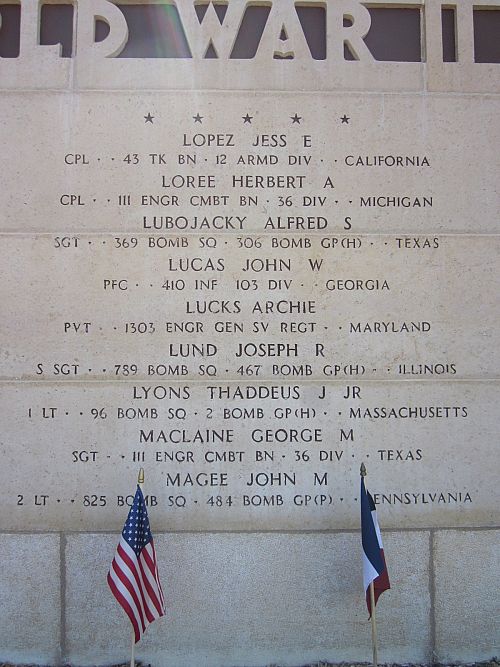 LD WAR II
LOPEZ JESS E
CPL · · 43 TK BN · 12 ARMD DIV · · CALIFORNIA
LOREE HERBERT A
CPL · · 111 ENGR CMBT BN · 36 DIV · · MICHIGAN
LUBOJACKY ALFRED S
SGT · · 369 BOMB SQ · 306 BOMB GP(H) · · TEXAS
LUCAS JOHN W
PFC · · 410 INF 103 DIV · · GEORGIA
LUCKS ARCHIE
PVT · · 1303 ENGR GEN SV REGT · · MARYLAND
LUND JOSEPH R
S SGT · · 789 BOMB SQ · 467 BOMB GP(H) · · ILLINOIS
LYONS THADDEUS J JR
1 LT · · 96 BOMB SQ · 2 BOMB GP(H) · · MASSACHUSETTS
MACLAINE GEORGE M
SGT · · 111 ENGR CMBT BN · 36 DIV · · TEXAS
MAGEE JOHN M
2 LT · · 825 BOMB SQ · 484 BOMB GP(P) · · PENNSYLVANIA